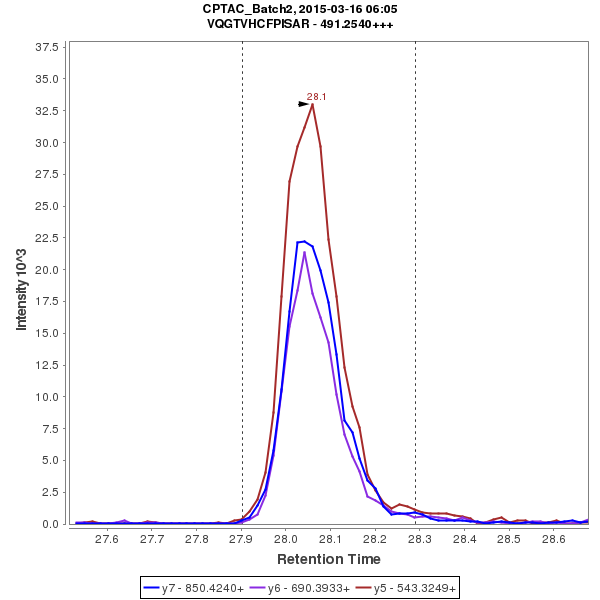 CPTAC_Batch2, 2015-03-16 06:05
VQGTVHCFPISAR - 491.2540+++
37.5
35.0
32.5
30.0
27.5
25.0
22.5
20.0
17.5
15.0
12.5
10.0
7.5
5.0
2.5
0.0
Intensity 10^3
28.1
27.6 27.7 27.8 27.9 28.0 28.1 28.2 28.3 28.4 28.5 28.6
Retention Time
y7 - 850.4240+ y6 - 690.3933+ y5 - 543.3249+